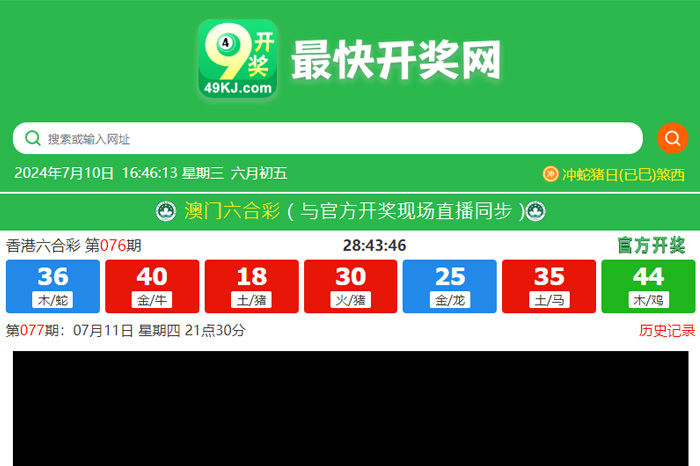 4
9
开
奖
49KJ.com
最快开奖网
搜索或输入网址
2024年7月10日 16:46:13 星期三 六月初五
冲 冲蛇猪日(已巳)煞西
澳门六合彩 ( 与官方开奖现场直播同步 )
香港六合彩 第076期 28:43:46 官方开奖
36 40 18 30 25 35 44
木/蛇 金/牛 土/猪 火/猪 金/龙 土/马 木/鸡
第077期：07月11日 星期四 21点30分 历史记录